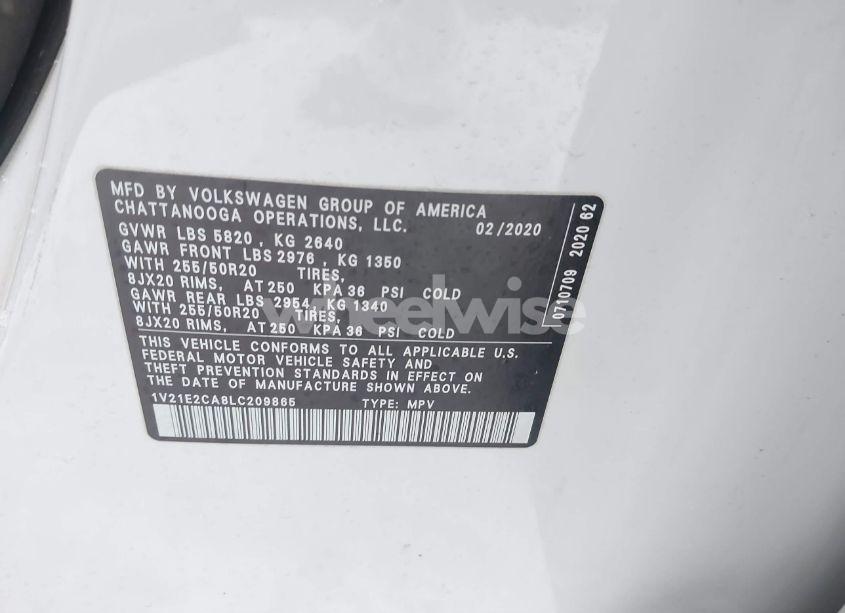 MFD BY VOLKSWAGEN GROUP OF AMERICA
CHATTANOOGA OPERATIONS, LLC. 02/2020
GVWR LBS 5820 , KG 2640
GAWR FRONT LBS 2976 , KG 1350
WITH 255/50R20 TIRES,
8JX20 RIMS, AT 250 KPA 36 PSI COLD
GAWR REAR LBS 2954, KG 1340
WITH 255/50R20 TIRES,
8JX20 RIMS, AT 250 KPA 36 PSI COLD
THIS VEHICLE CONFORMS TO ALL APPLICABLE U.S.
FEDERAL MOTOR VEHICLE SAFETY AND
THEFT PREVENTION STANDARDS IN EFFECT ON
THE DATE OF MANUFACTURE SHOWN ABOVE.
1V21E2CA8LC209865 TYPE: MPV
0710709 2020 62
wheelwise